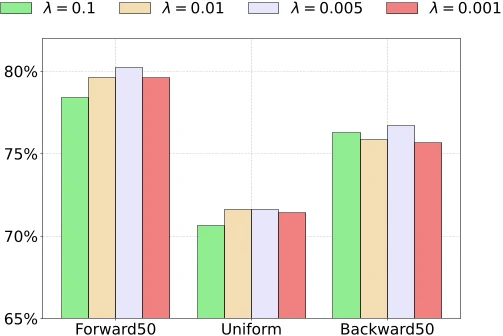 λ = 0.1 λ = 0.01 λ = 0.005 λ = 0.001
80%
75%
70%
65%
Forward50 Uniform Backward50